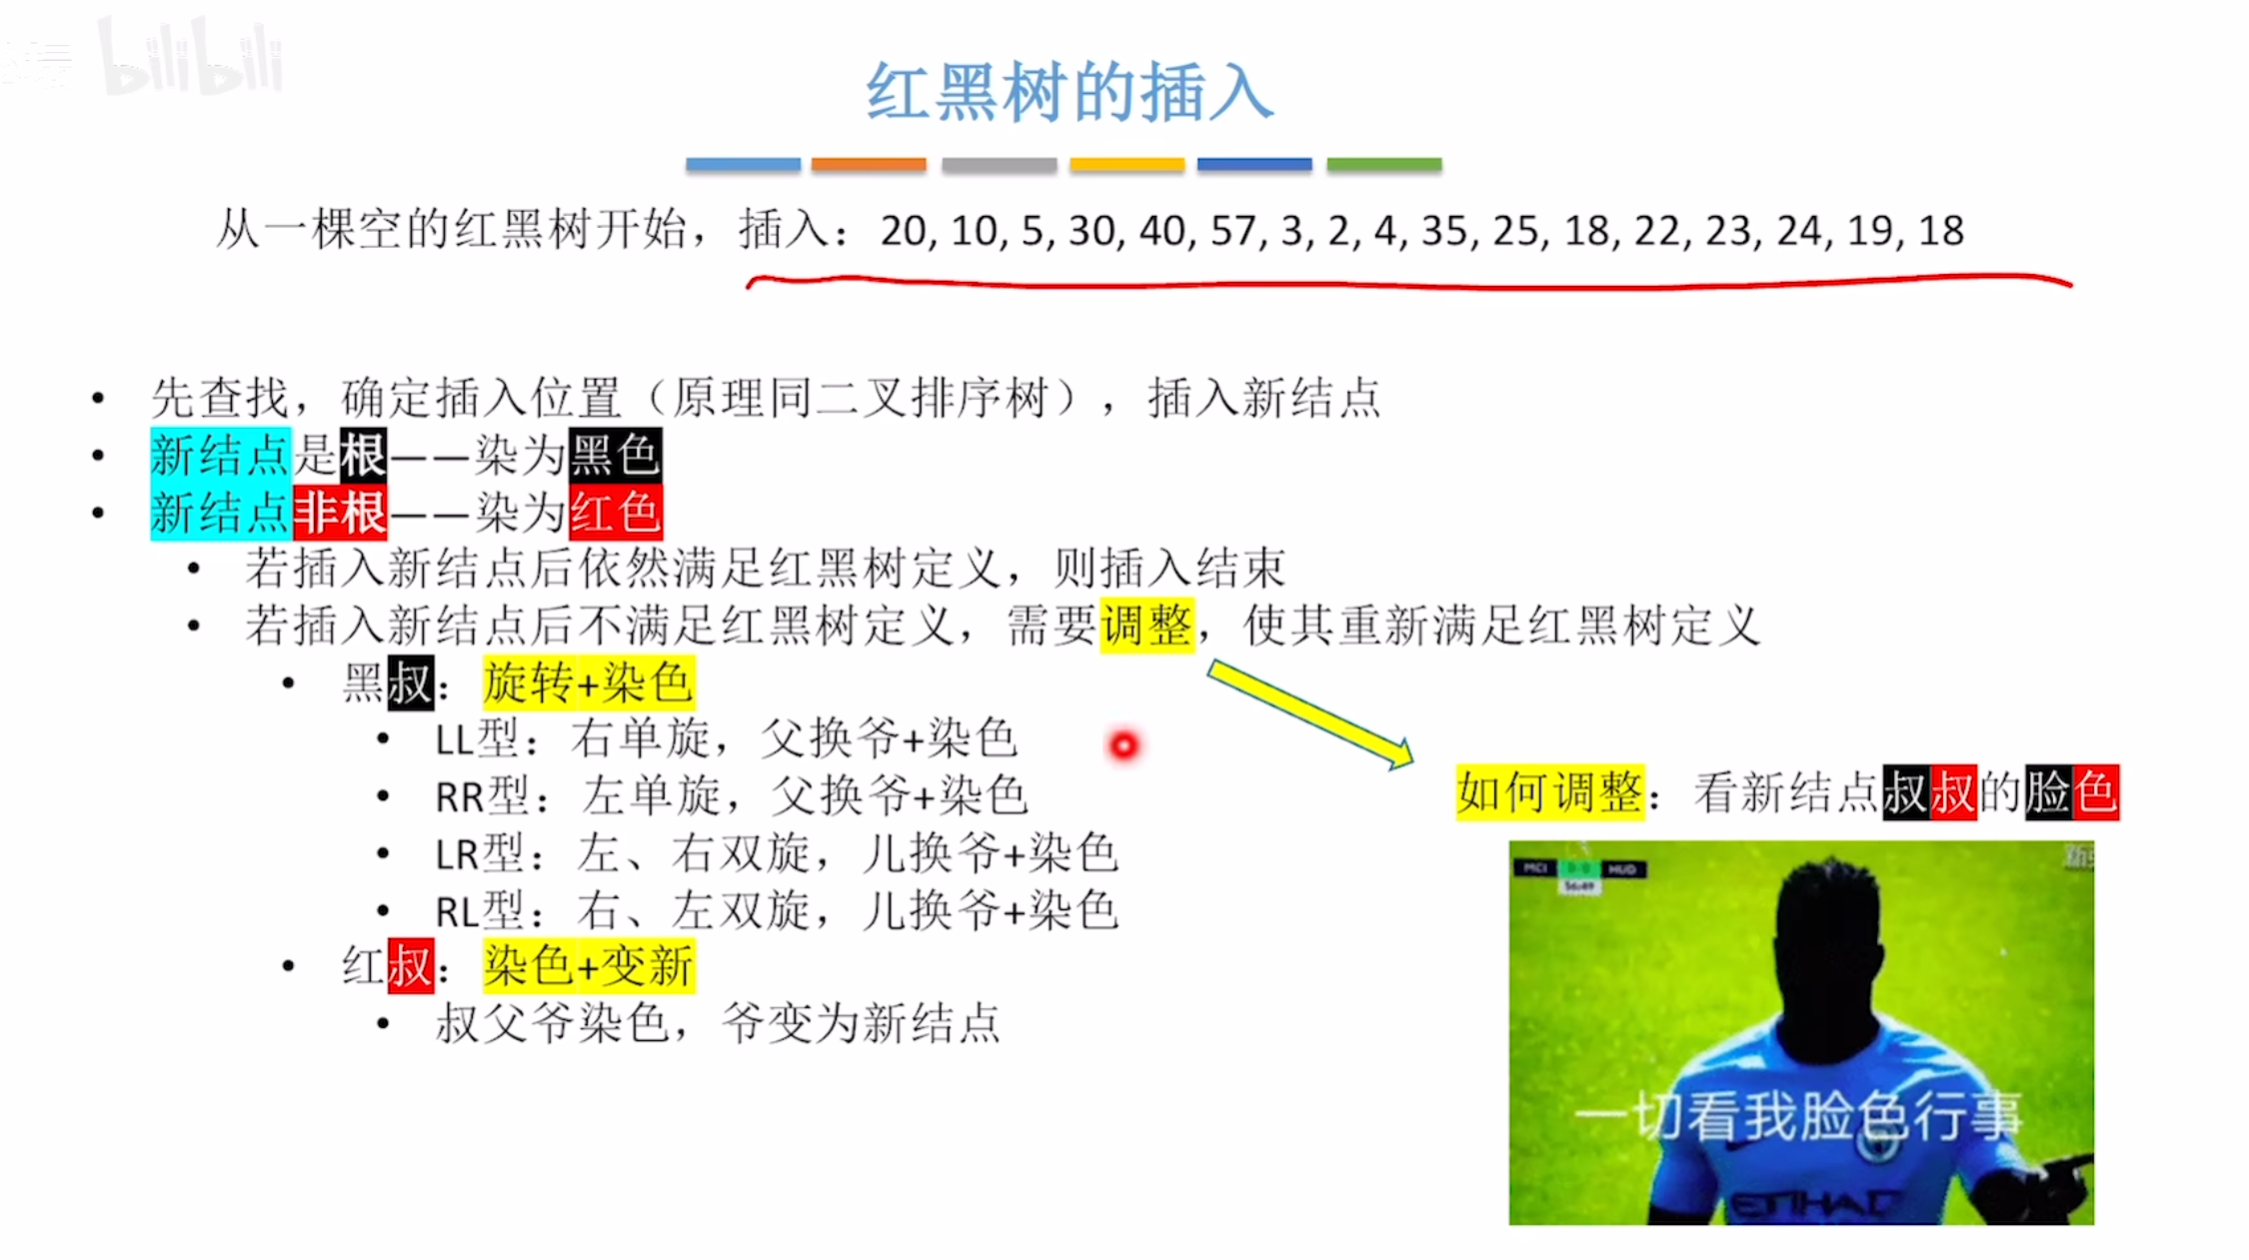 bilibili
红黑树的插入
从一棵空的红黑树开始，插入：20, 10, 5, 30, 40, 57, 3, 2, 4, 35, 25, 18, 22, 23, 24, 19, 18
• 先查找，确定插入位置（原理同二叉排序树），插入新结点
• 新结点是根——染为黑色
• 新结点非根——染为红色
• 若插入新结点后依然满足红黑树定义，则插入结束
• 若插入新结点后不满足红黑树定义，需要调整，使其重新满足红黑树定义
• 黑叔：旋转+染色
• LL型：右单旋，父换爷+染色
• RR型：左单旋，父换爷+染色
• LR型：左、右双旋，儿换爷+染色
• RL型：右、左双旋，儿换爷+染色
• 红叔：染色+变新
• 叔父爷染色，爷变为新结点
如何调整：看新结点叔叔的脸色
MCI 0-0 HUD
56:49
一切看我脸色行事
ETIHAD